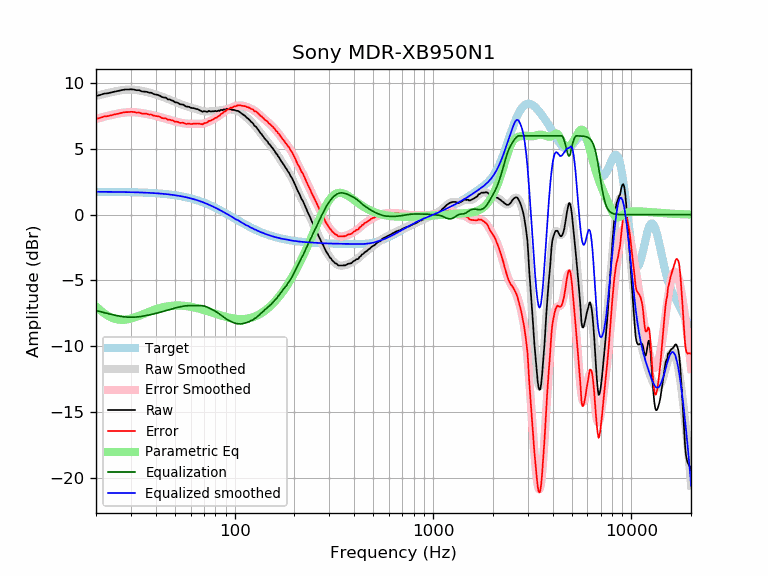 Sony MDR-XB950N1
10
5
0
−5
−10
−15
−20
Amplitude (dBr)
Target
Raw Smoothed
Error Smoothed
Raw
Error
Parametric Eq
Equalization
Equalized smoothed
100
1000
10000
Frequency (Hz)